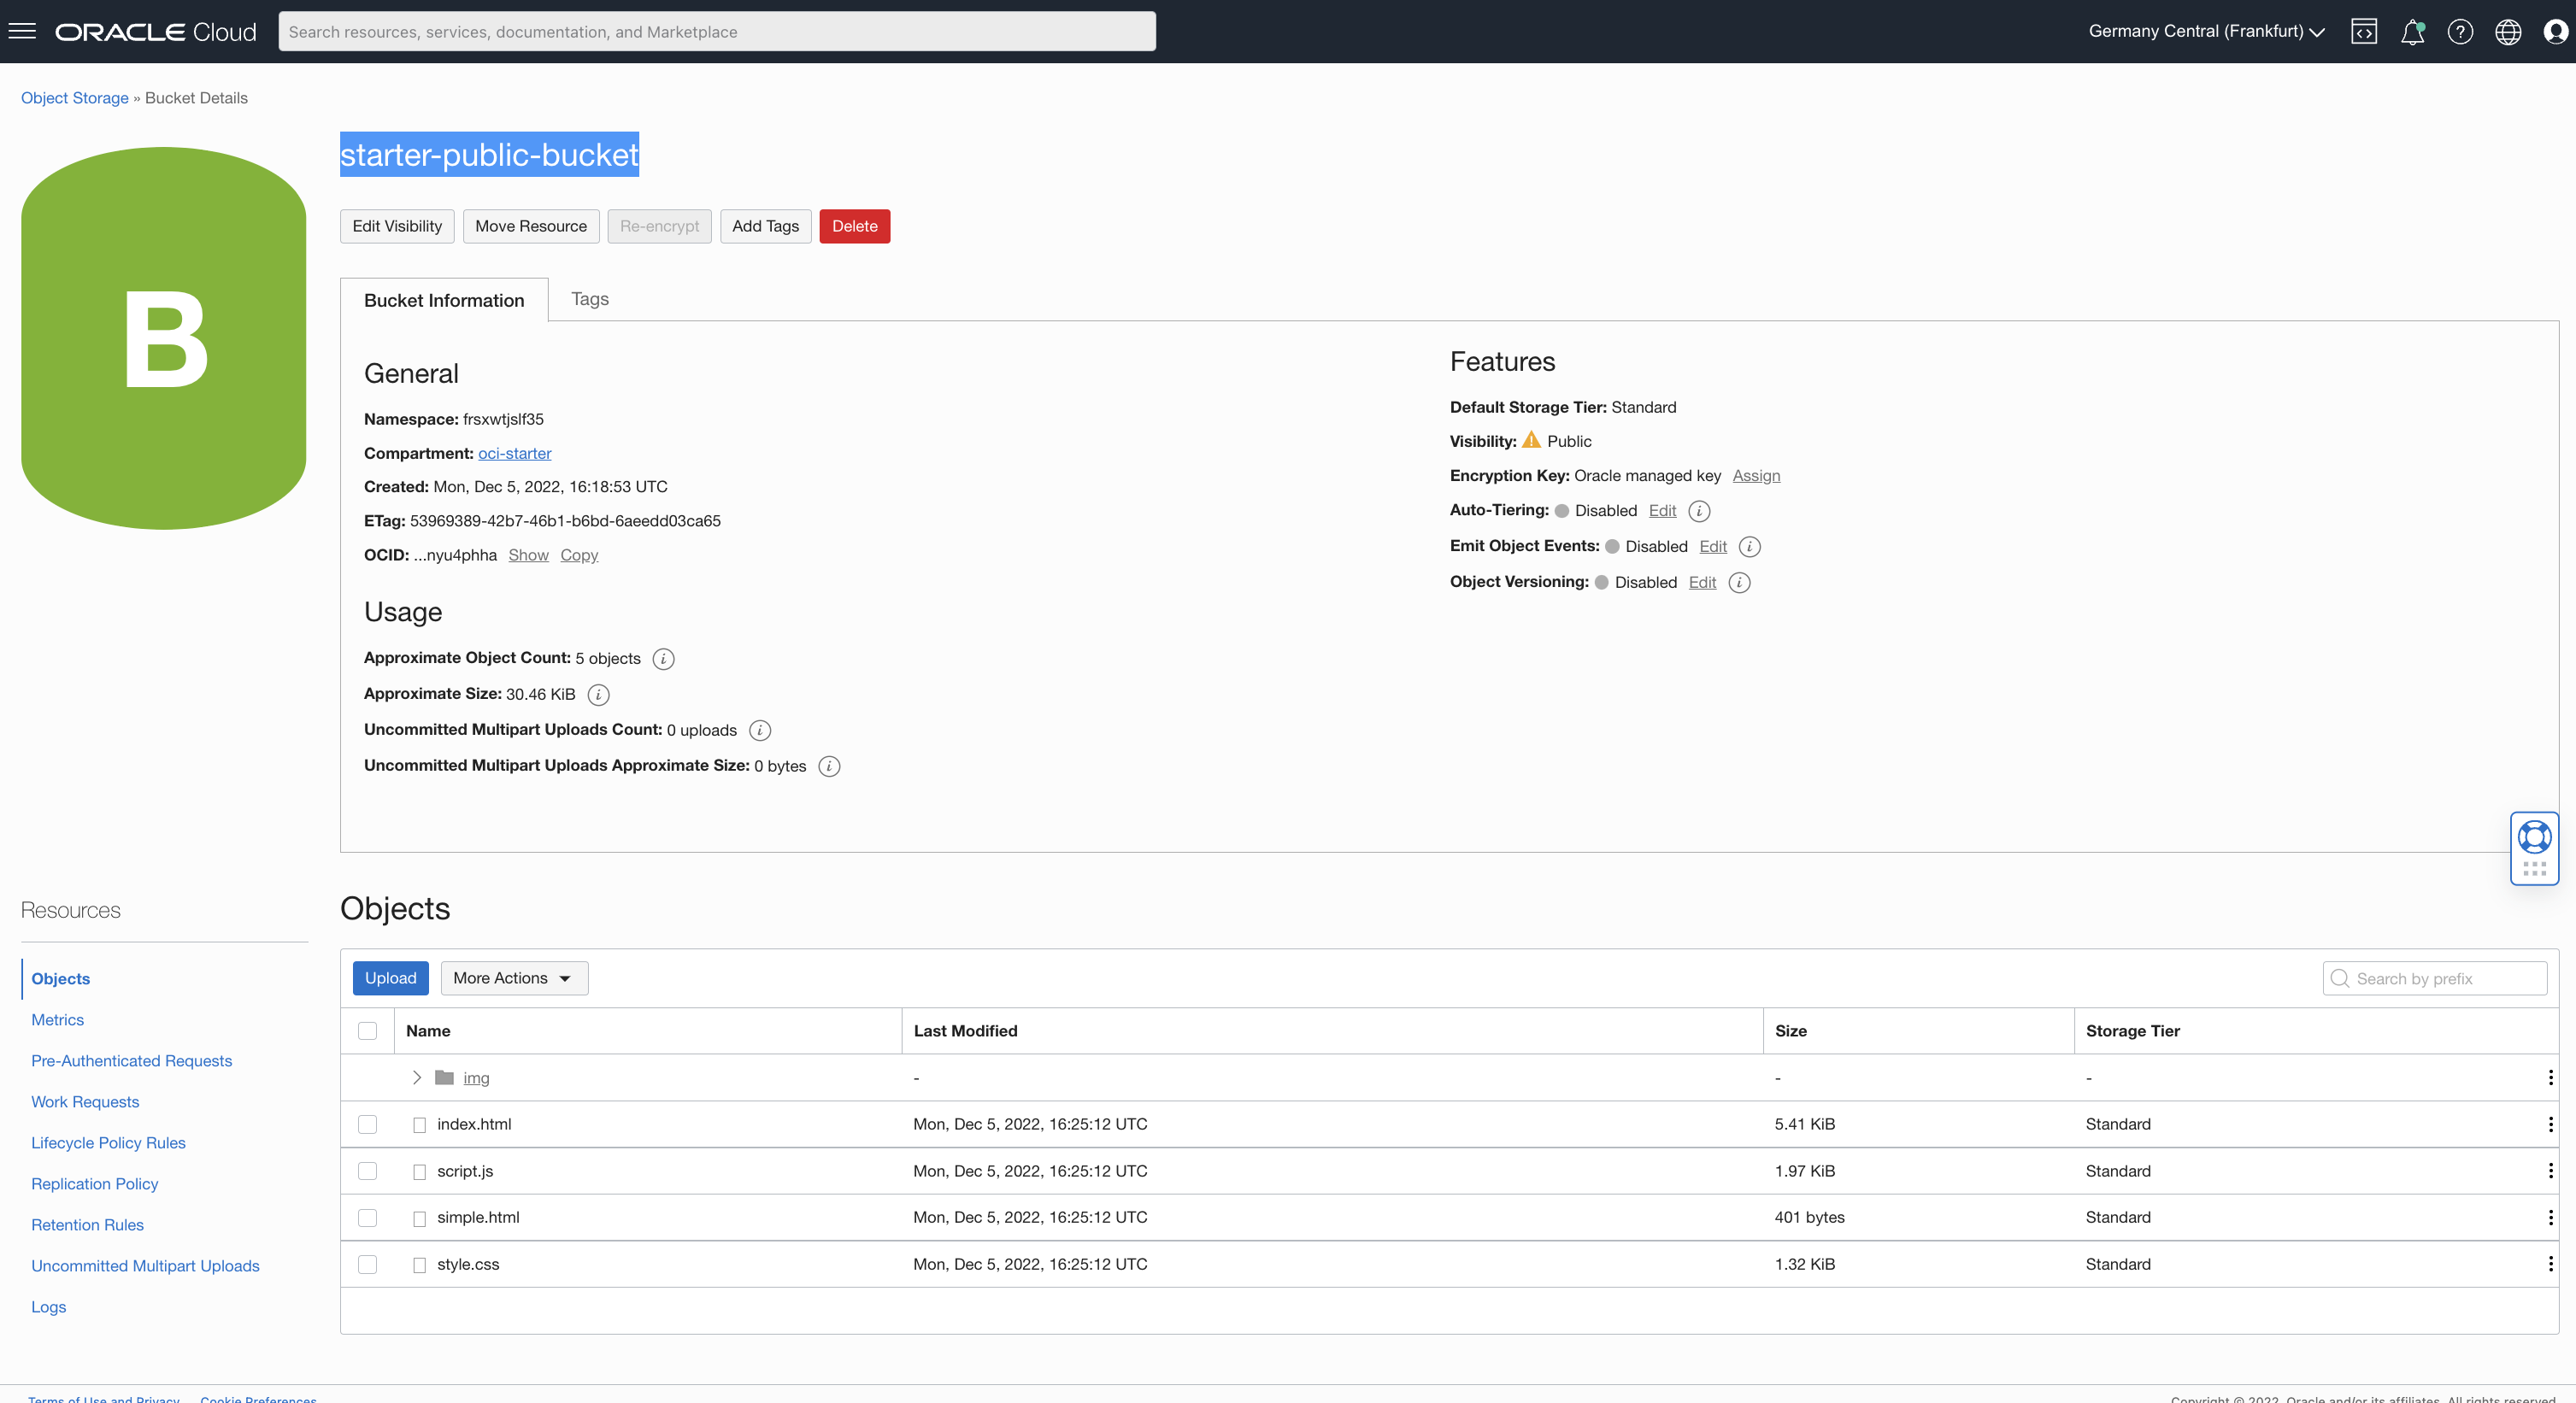 ORACLE Cloud
Search resources, services, documentation, and Marketplace
Germany Central (Frankfurt)
Object Storage » Bucket Details
B
starter-public-bucket
Edit Visibility Move Resource Re-encrypt Add Tags Delete
Bucket Information Tags
General
Namespace: frsxwtjslf35
Compartment: oci-starter
Created: Mon, Dec 5, 2022, 16:18:53 UTC
ETag: 53969389-42b7-46b1-b6bd-6aeedd03ca65
OCID: ...nyu4phha Show Copy
Usage
Approximate Object Count: 5 objects i
Approximate Size: 30.46 KiB i
Uncommitted Multipart Uploads Count: 0 uploads i
Uncommitted Multipart Uploads Approximate Size: 0 bytes i
Features
Default Storage Tier: Standard
Visibility: Public
Encryption Key: Oracle managed key Assign
Auto-Tiering: Disabled Edit i
Emit Object Events: Disabled Edit i
Object Versioning: Disabled Edit i
Resources
Objects
Metrics
Pre-Authenticated Requests
Work Requests
Lifecycle Policy Rules
Replication Policy
Retention Rules
Uncommitted Multipart Uploads
Logs
Objects
Upload More Actions Search by prefix
Name Last Modified Size Storage Tier
img - - -
index.html Mon, Dec 5, 2022, 16:25:12 UTC 5.41 KiB Standard
script.js Mon, Dec 5, 2022, 16:25:12 UTC 1.97 KiB Standard
simple.html Mon, Dec 5, 2022, 16:25:12 UTC 401 bytes Standard
style.css Mon, Dec 5, 2022, 16:25:12 UTC 1.32 KiB Standard
Terms of Use and Privacy Cookie Preferences
Copyright © 2022, Oracle and/or its affiliates. All rights reserved.